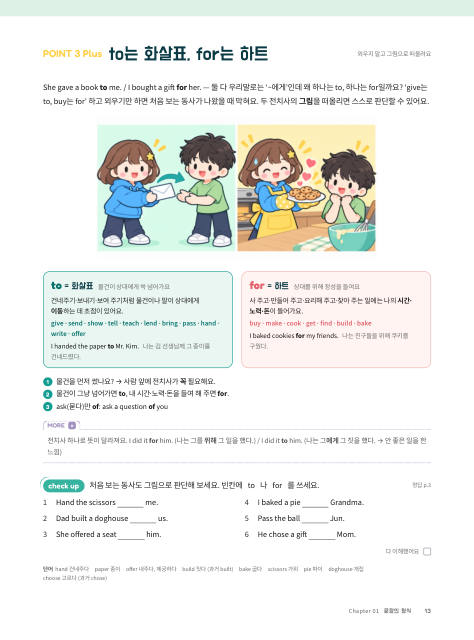 POINT 3 Plus to는 화살표, for는 하트
외우지 말고 그림으로 떠올려요
She gave a book to me. / I bought a gift for her. — 둘 다 우리말로는 '~에게'인데 왜 하나는 to, 하나는 for일까요? 'give는
to, buy는 for' 하고 외우기만 하면 처음 보는 동사가 나왔을 때 막혀요. 두 전치사의 그림을 떠올리면 스스로 판단할 수 있어요.
to = 화살표 물건이 상대에게 막 넘어가요
건네주기·보내기·보여 주기처럼 물건이나 말이 상대에게
이동하는 데 초점이 있어요.
give · send · show · tell · teach · lend · bring · pass · hand ·
write · offer
I handed the paper to Mr. Kim. 나는 김 선생님께 그 종이를
건네드렸다.
for = 하트 상대를 위해 정성을 들여요
사 주고·만들어 주고·요리해 주고·찾아 주는 일에는 나의 시간·
노력·돈이 들어가요.
buy · make · cook · get · find · build · bake
I baked cookies for my friends. 나는 친구들을 위해 쿠키를
구웠다.
1 물건을 먼저 썼나요? → 사람 앞에 전치사가 꼭 필요해요.
2 물건이 그냥 넘어가면 to, 내 시간·노력·돈을 들여 해 주면 for.
3 ask(묻다)만 of: ask a question of you
MORE +
전치사 하나로 뜻이 달라져요. I did it for him. (나는 그를 위해 그 일을 했다.) / I did it to him. (나는 그에게 그 짓을 했다. → 안 좋은 일을 한
느낌)
check up 처음 보는 동사도 그림으로 판단해 보세요. 빈칸에 to 나 for 를 쓰세요.
정답 p.3
1 Hand the scissors ______ me.
2 Dad built a doghouse ______ us.
3 She offered a seat ______ him.
4 I baked a pie ______ Grandma.
5 Pass the ball ______ Jun.
6 He chose a gift ______ Mom.
다 이해했어요
단어 hand 건네주다 paper 종이 offer 내주다, 제공하다 build 짓다 (과거 built) bake 굽다 scissors 가위 pie 파이 doghouse 개집
choose 고르다 (과거 chose)
Chapter 01 문장의 형식 13